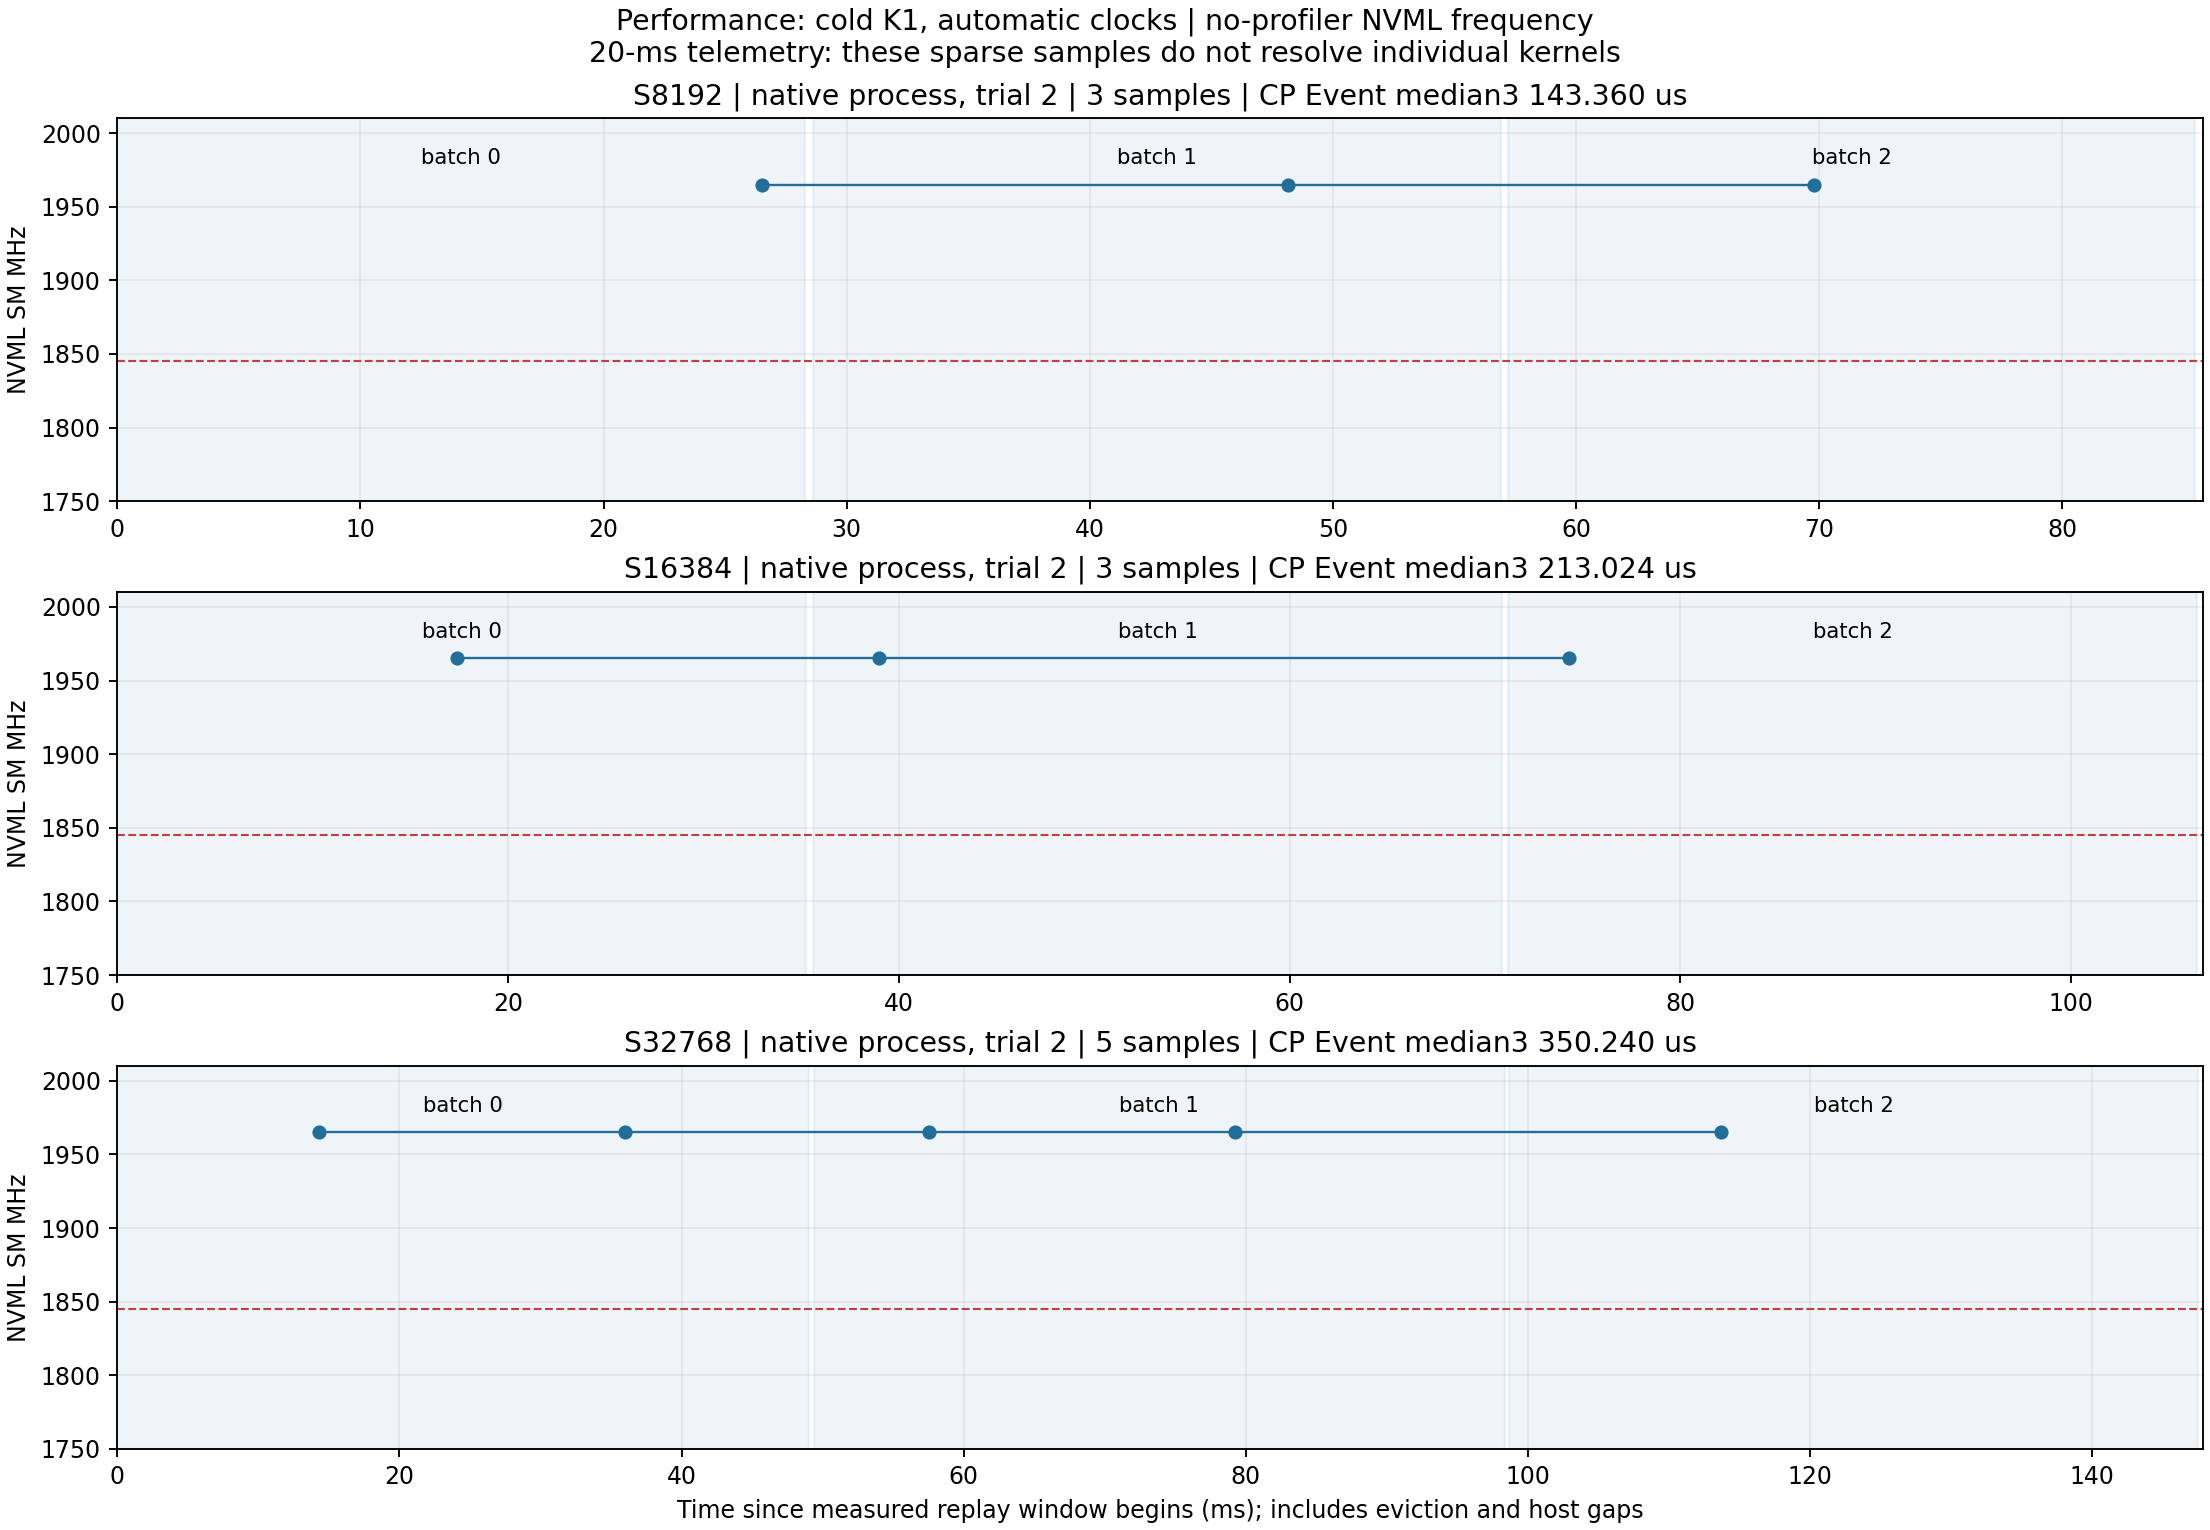 Performance: cold K1, automatic clocks | no-profiler NVML frequency
20-ms telemetry: these sparse samples do not resolve individual kernels
S8192 | native process, trial 2 | 3 samples | CP Event median3 143.360 us
NVML SM MHz
2000
1950
1900
1850
1800
1750
batch 0
batch 1
batch 2
0 10 20 30 40 50 60 70 80
S16384 | native process, trial 2 | 3 samples | CP Event median3 213.024 us
NVML SM MHz
2000
1950
1900
1850
1800
1750
batch 0
batch 1
batch 2
0 20 40 60 80 100
S32768 | native process, trial 2 | 5 samples | CP Event median3 350.240 us
NVML SM MHz
2000
1950
1900
1850
1800
1750
batch 0
batch 1
batch 2
0 20 40 60 80 100 120 140
Time since measured replay window begins (ms); includes eviction and host gaps